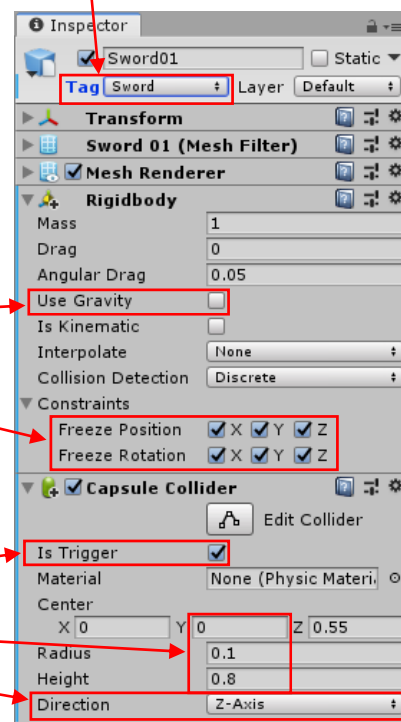 Inspector
Sword01 Static
Tag Sword Layer Default
Transform
Sword 01 (Mesh Filter)
Mesh Renderer
Rigidbody
Mass 1
Drag 0
Angular Drag 0.05
Use Gravity
Is Kinematic
Interpolate None
Collision Detection Discrete
Constraints
Freeze Position X Y Z
Freeze Rotation X Y Z
Capsule Collider
Edit Collider
Is Trigger
Material None (Physic Materi
Center
X 0 Y 0 Z 0.55
Radius 0.1
Height 0.8
Direction Z-Axis